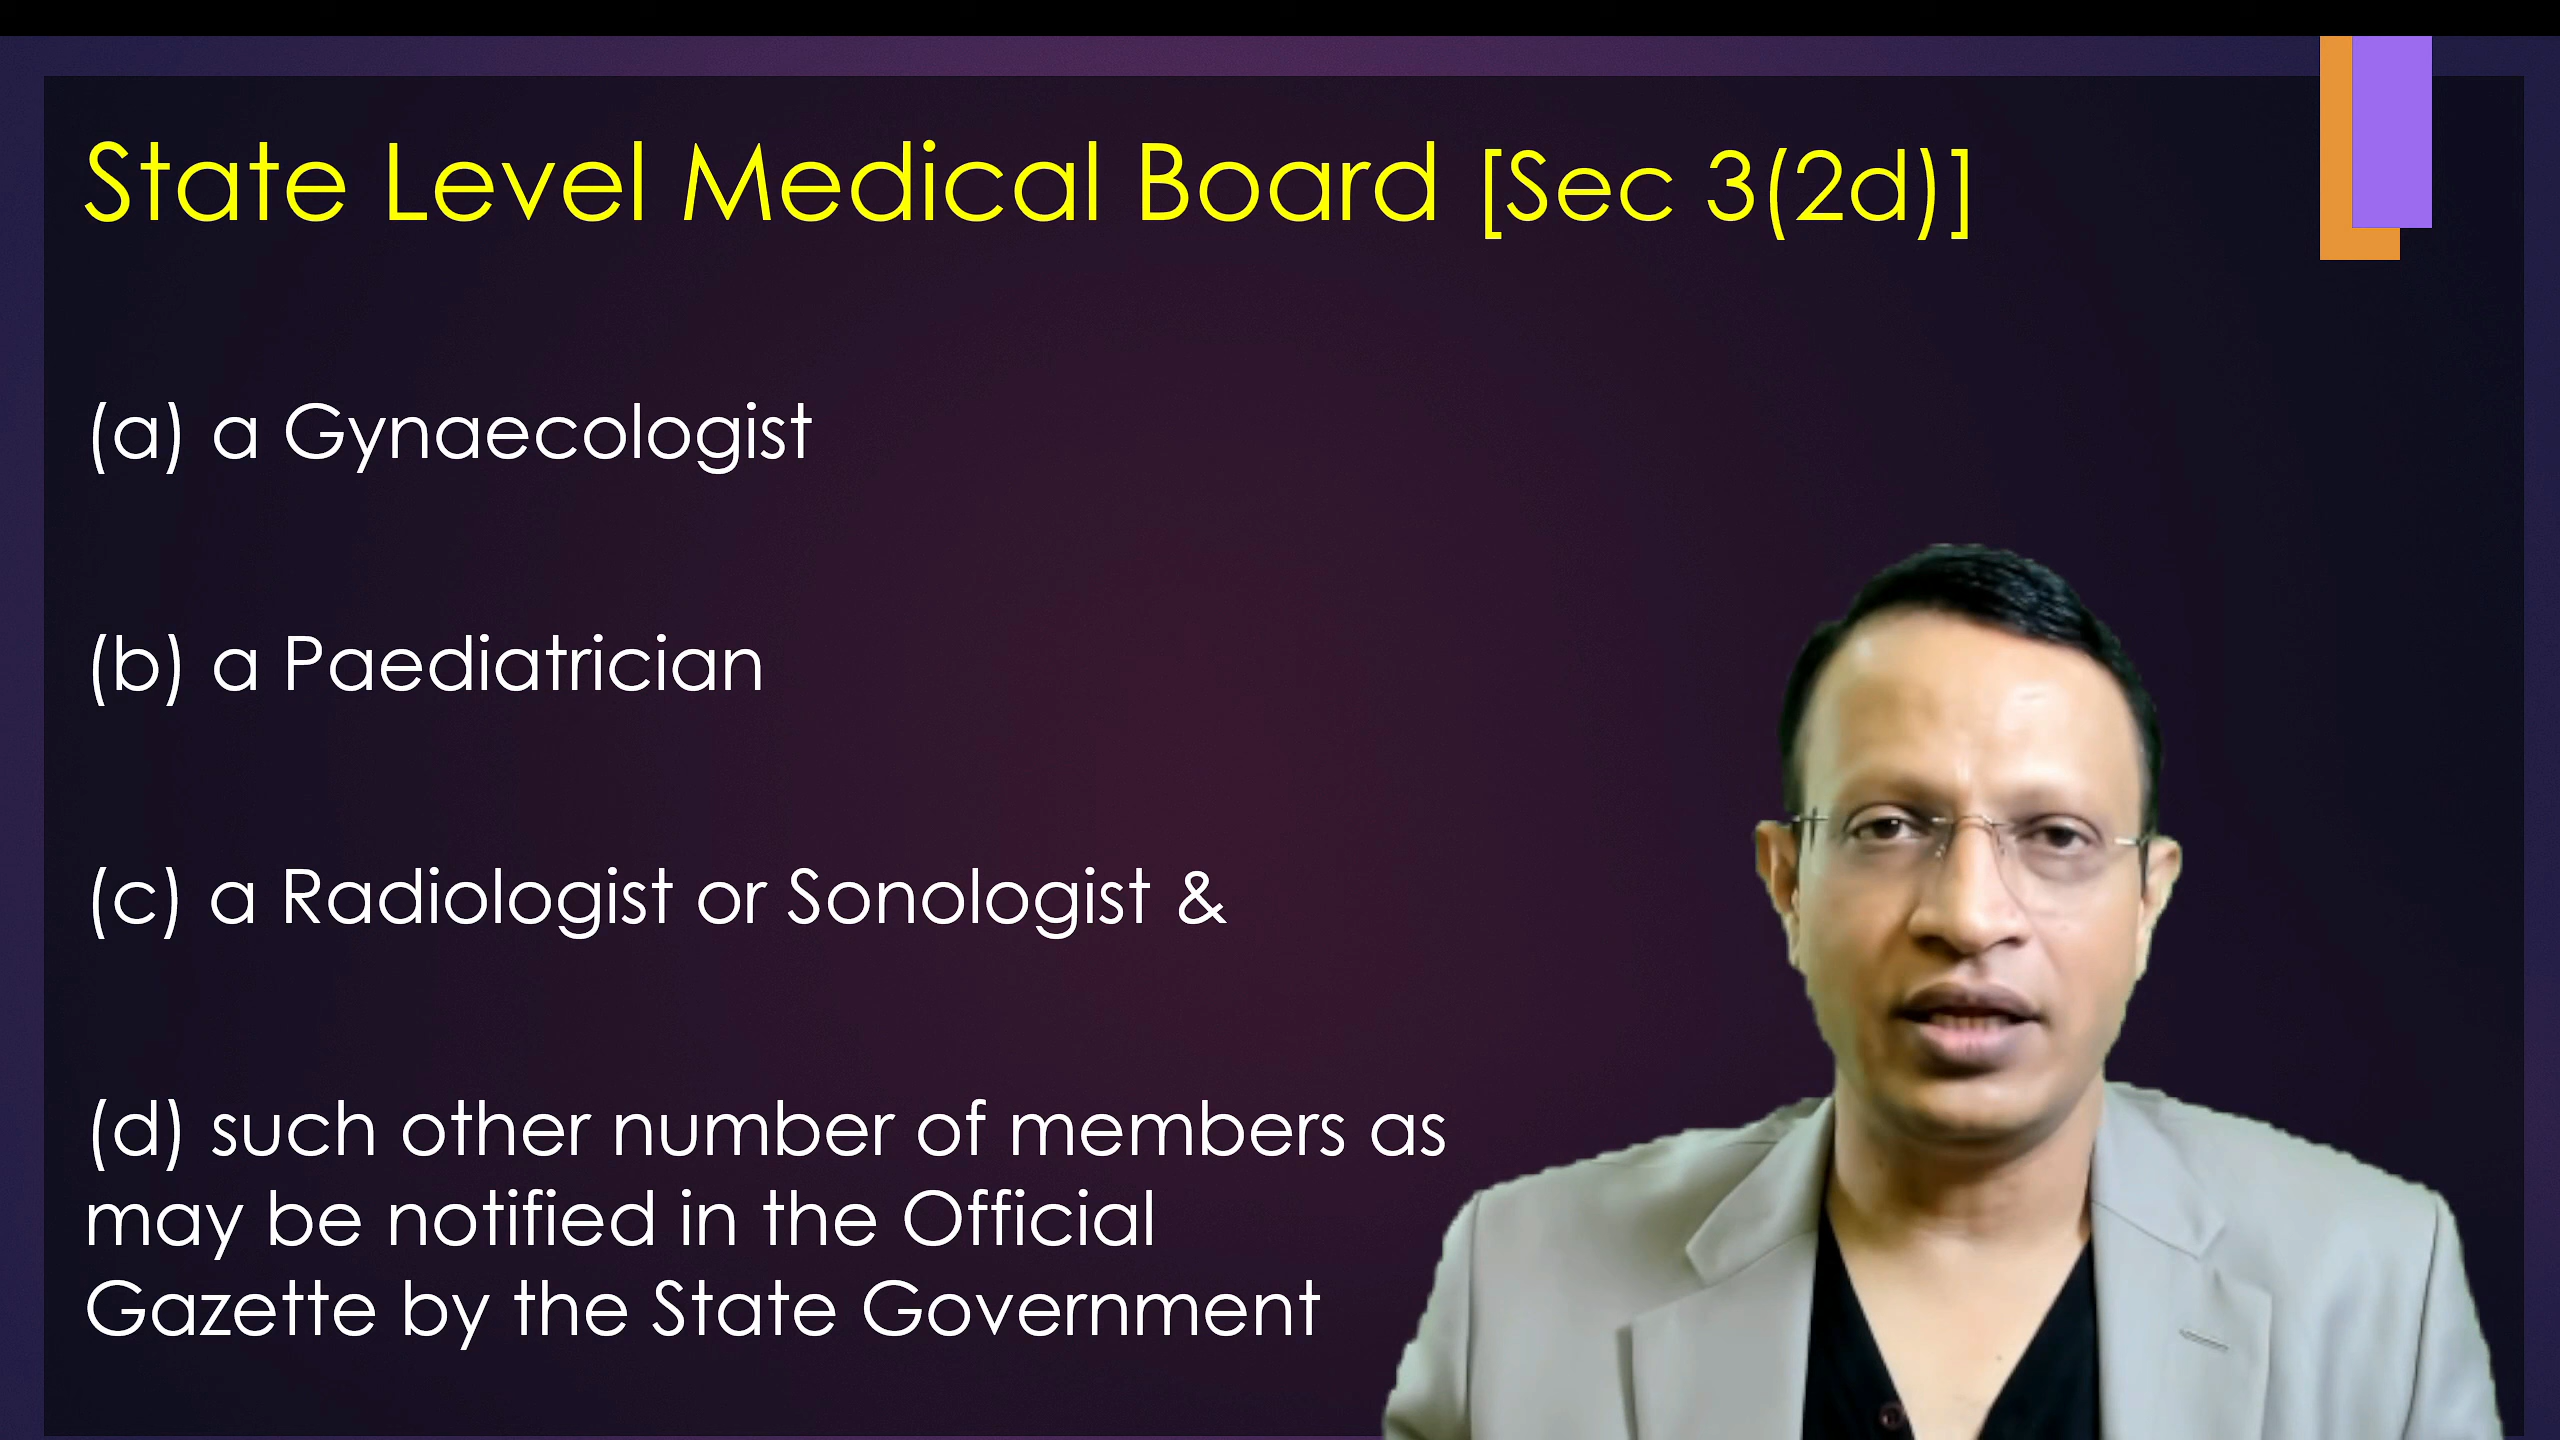 State Level Medical Board [Sec 3(2d)]
(a) a Gynaecologist
(b) a Paediatrician
(c) a Radiologist or Sonologist &
(d) such other number of members as
may be notified in the Official
Gazette by the State Government